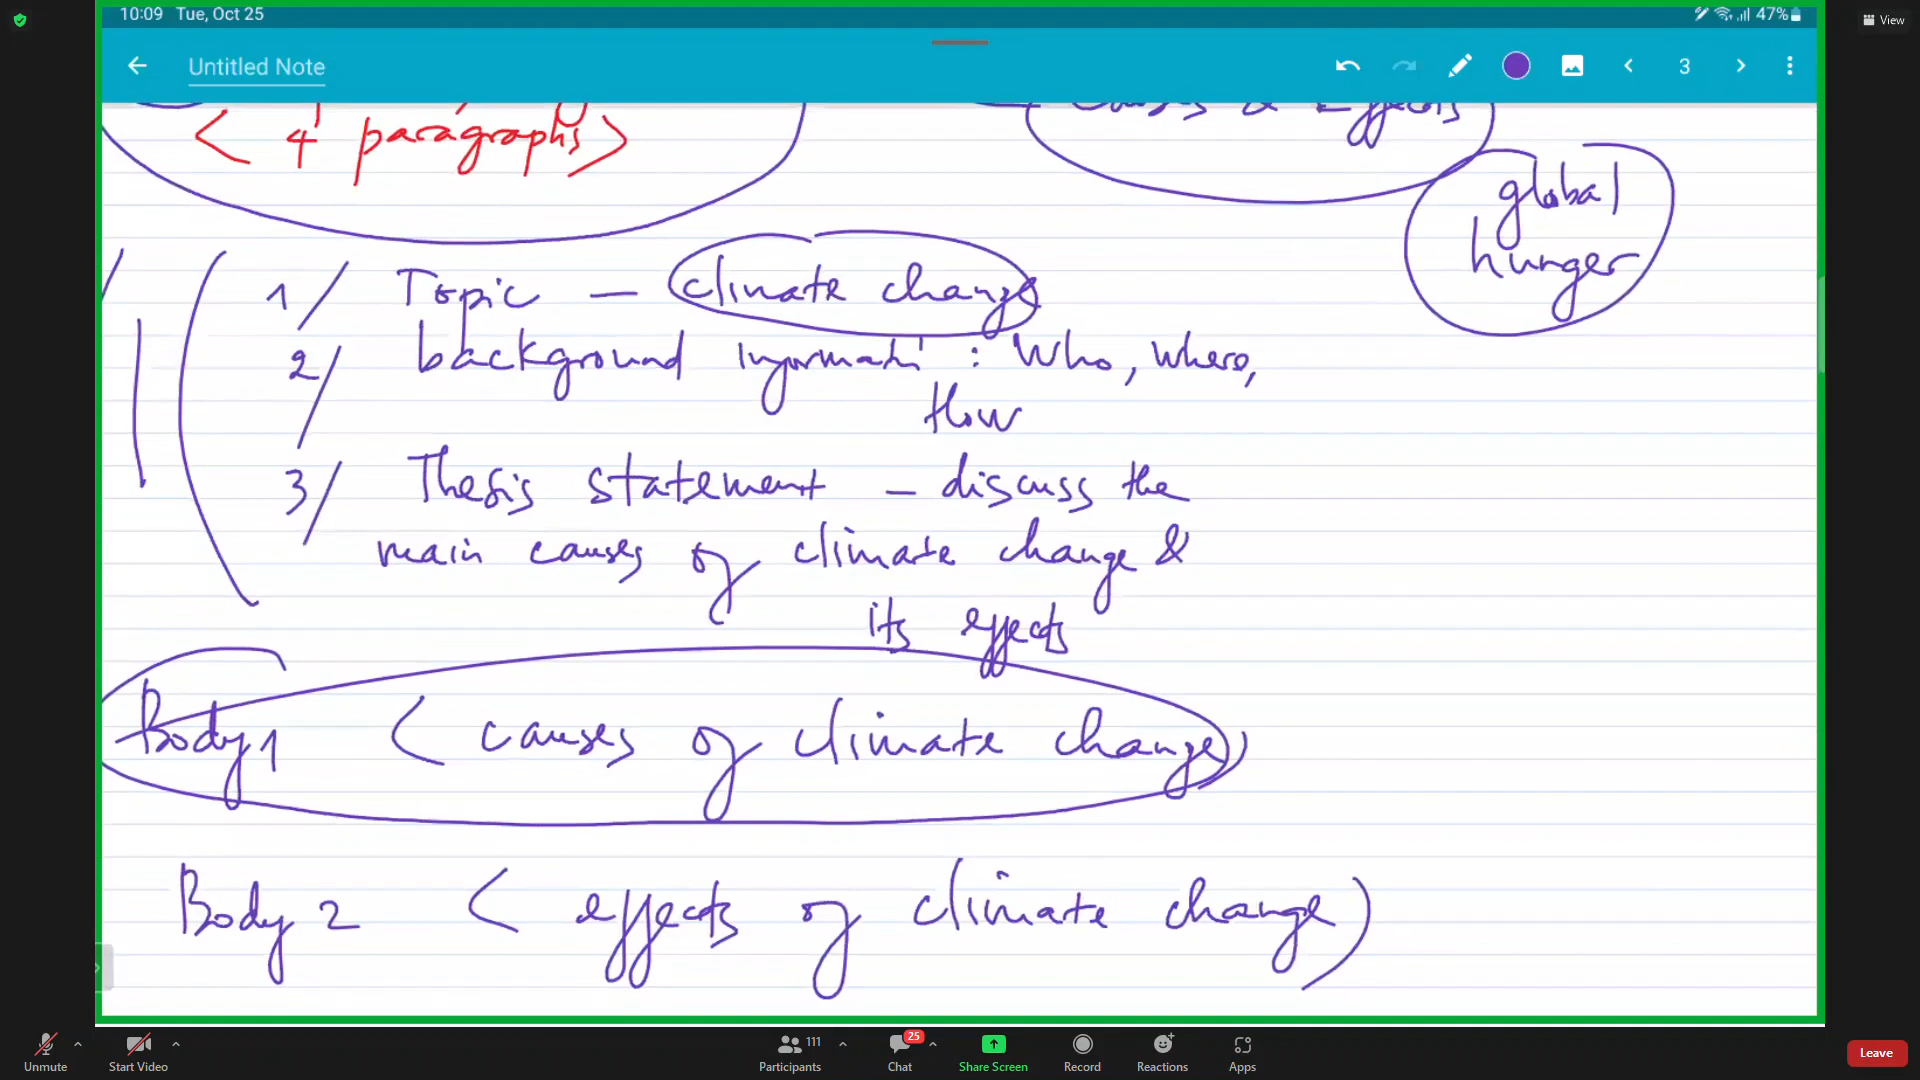 10:09 Tue, Oct 25
47%
View
Untitled Note
3
Causes & Effects
< 4 paragraphs >
global
hunger
1/ Topic – climate change
2/ background informati : Who, where,
How
3/ Thesis statement – discuss the
main causes of climate change &
its effects
Body 1 ( causes of climate change )
Body 2 ( effects of climate change )
Unmute
Start Video
111
Participants
25
Chat
Share Screen
Record
Reactions
Apps
Leave